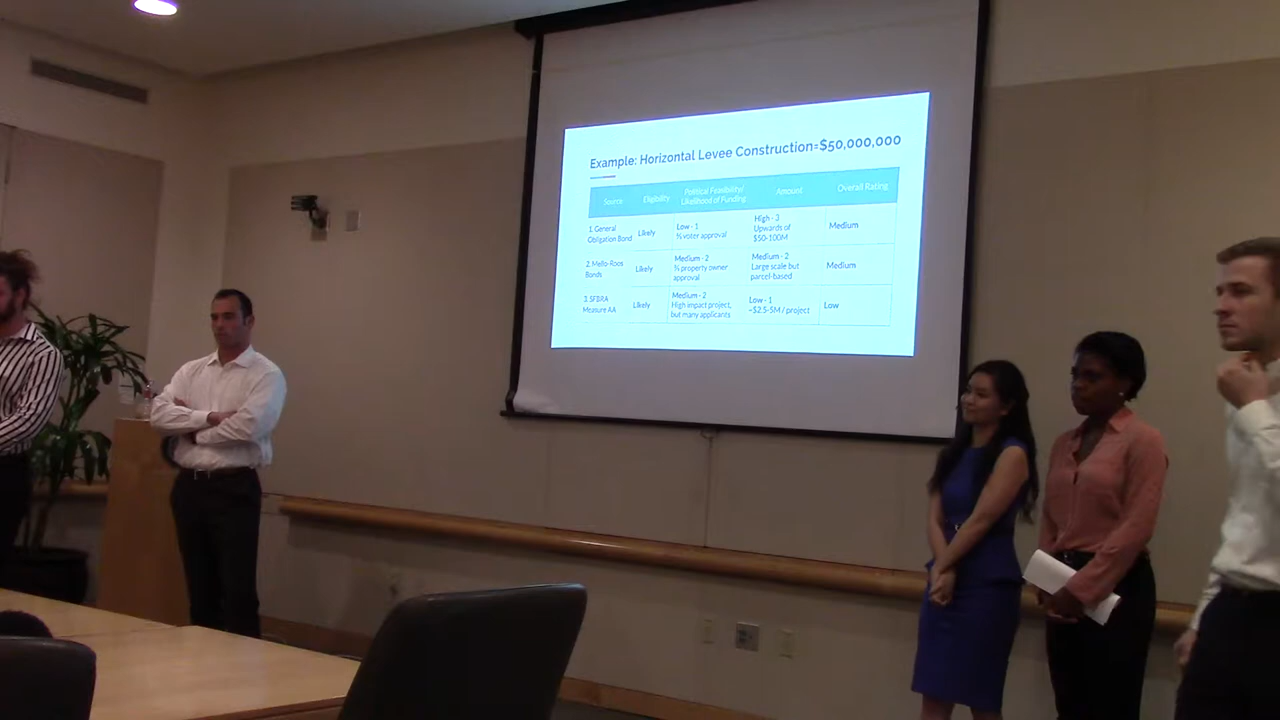 Example: Horizontal Levee Construction=$50,000,000
Source
Eligibility
Political Feasibility/
Likelihood of Funding
Amount
Overall Rating
1. General
Obligation Bond
Likely
Low - 1
⅔ voter approval
High - 3
Upwards of
$50-100M
Medium
2. Mello-Roos
Bonds
Likely
Medium - 2
⅔ property owner
approval
Medium - 2
Large scale but
parcel-based
Medium
3. SFBRA
Measure AA
Likely
Medium - 2
High impact project,
but many applicants
Low - 1
~$2.5-5M / project
Low